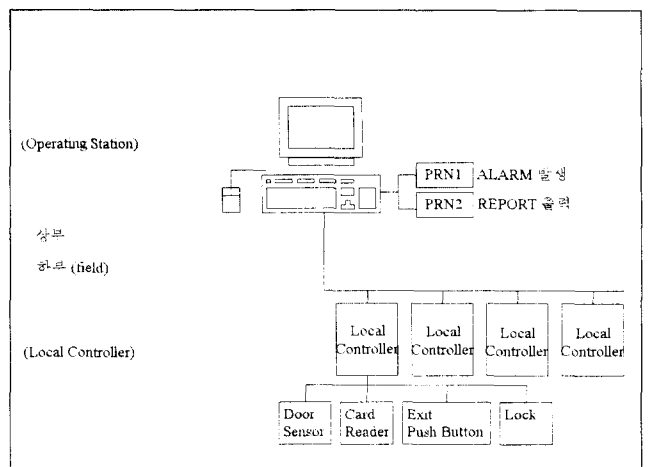 (Operating Station)
PRN1 ALARM 발생
PRN2 REPORT 출력
상부
하부 (field)
(Local Controller)
Local Controller
Local Controller
Local Controller
Local Controller
Door Sensor
Card Reader
Exit Push Button
Lock